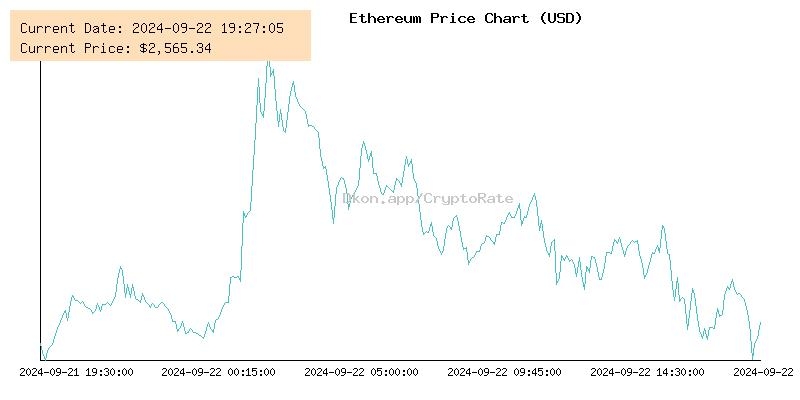 Ethereum Price Chart (USD)
Current Date: 2024-09-22 19:27:05
Current Price: $2,565.34
Dkon.app/CryptoRate
2024-09-21 19:30:00
2024-09-22 00:15:00
2024-09-22 05:00:00
2024-09-22 09:45:00
2024-09-22 14:30:00
2024-09-22